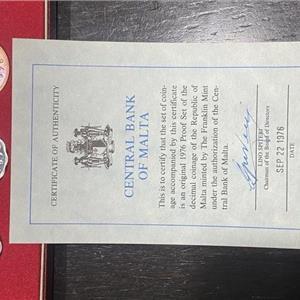 CERTIFICATE OF AUTHENTICITY
CENTRAL BANK
OF MALTA
This is to certify that the set of coin-
age accompanied by this certificate
is an original 1976 Proof Set of the
decimal coinage of the Republic of
Malta minted by The Franklin Mint
under the authorization of the Cen-
tral Bank of Malta.
LINO SPITERI
Chairman of the Board of Directors
SEP 22 1976
DATE